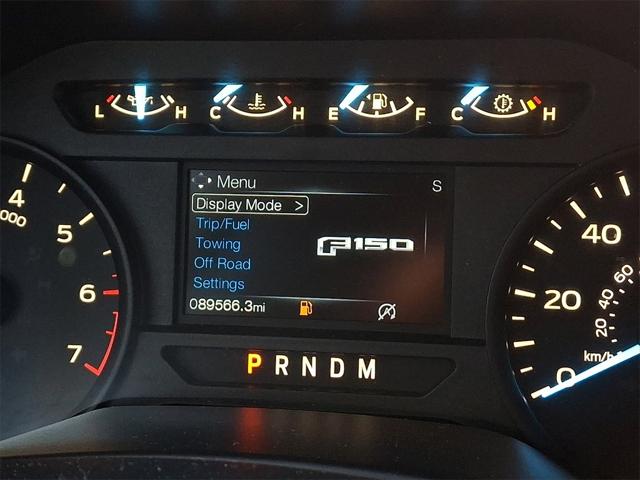 L H C H E F C H
Menu S
Display Mode >
Trip/Fuel
Towing
Off Road
Settings
F150
089566.3mi
P R N D M
4
000
5
6
7
40
20
0
60
40
20
km/h